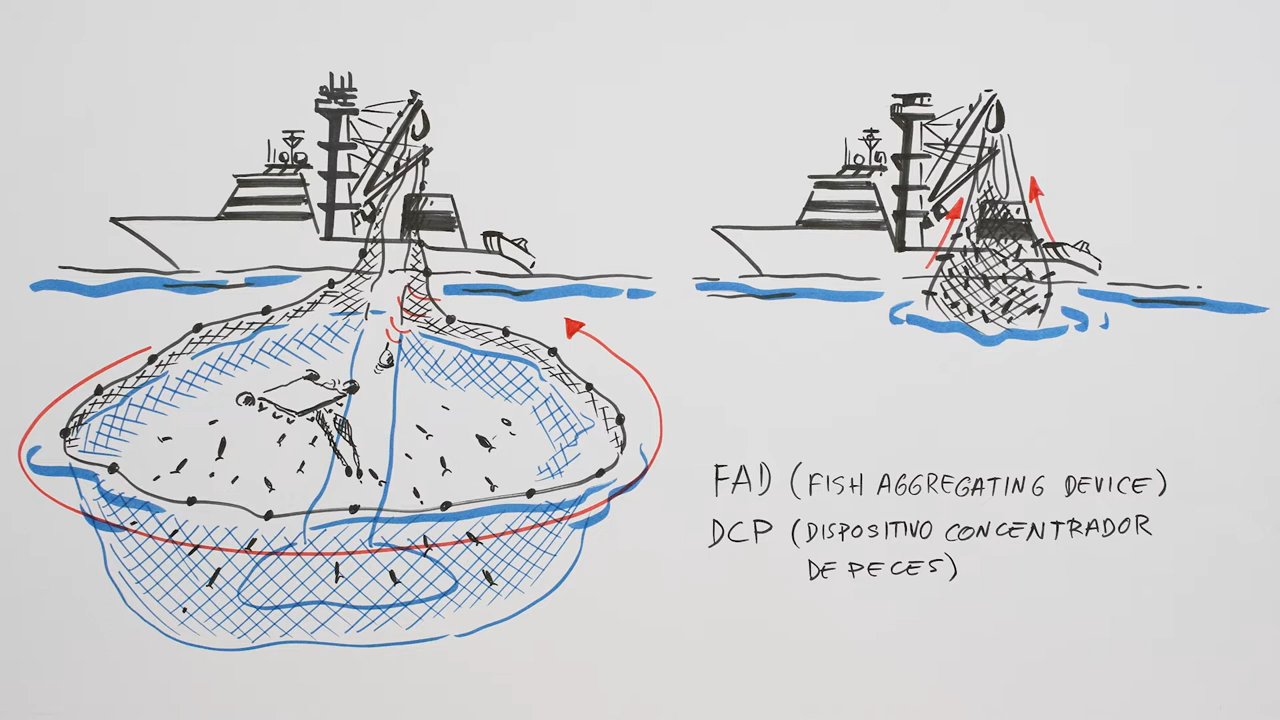 FAD (FISH AGGREGATING DEVICE)
DCP (DISPOSITIVO CONCENTRADOR
DE PECES)